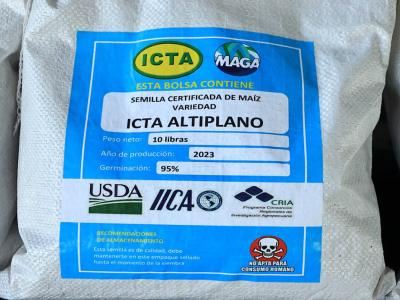 ICTA
MAGA
ESTA BOLSA CONTIENE
SEMILLA CERTIFICADA DE MAÍZ
VARIEDAD
ICTA ALTIPLANO
Peso neto: 10 libras
Año de producción: 2023
Germinación: 95%
USDA
IICA
CRIA
Programa Consorcios
Regionales de
Investigación Agropecuaria
RECOMENDACIONES
DE ALMACENAMIENTO
Esta semilla es de calidad, debe
mantenerse en este empaque sellado
hasta el momento de la siembra
NO APTA PARA
CONSUMO HUMANO